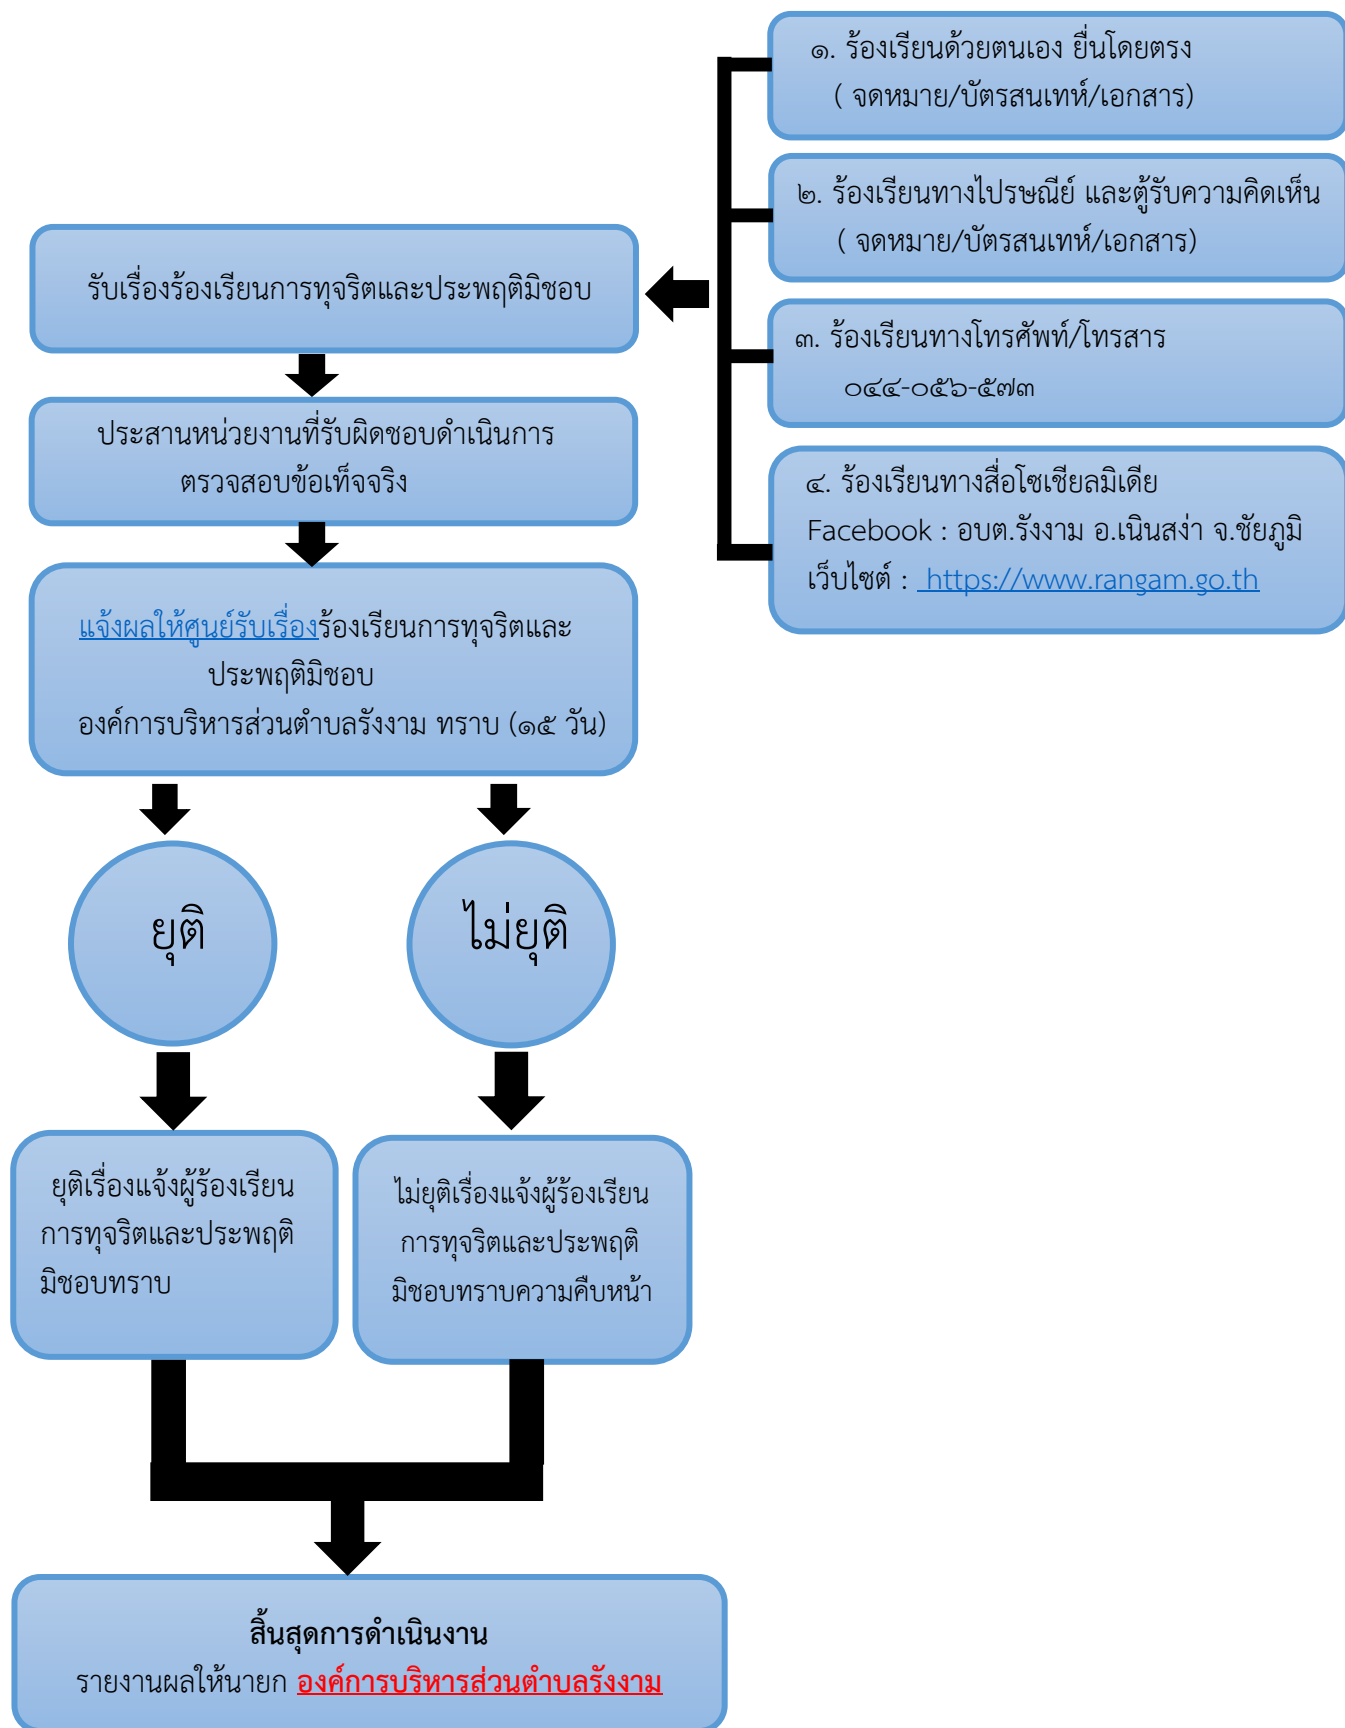 ๑. ร้องเรียนด้วยตนเอง ยื่นโดยตรง
( จดหมาย/บัตรสนเทห์/เอกสาร)
๒. ร้องเรียนทางไปรษณีย์ และตู้รับความคิดเห็น
( จดหมาย/บัตรสนเทห์/เอกสาร)
๓. ร้องเรียนทางโทรศัพท์/โทรสาร
๐๔๔-๐๕๖-๕๗๓
๔. ร้องเรียนทางสื่อโซเชียลมิเดีย
Facebook : อบต.รังงาม อ.เนินสง่า จ.ชัยภูมิ
เว็บไซต์ : https://www.rangam.go.th
รับเรื่องร้องเรียนการทุจริตและประพฤติมิชอบ
ประสานหน่วยงานที่รับผิดชอบดำเนินการ
ตรวจสอบข้อเท็จจริง
แจ้งผลให้ศูนย์รับเรื่องร้องเรียนการทุจริตและ
ประพฤติมิชอบ
องค์การบริหารส่วนตำบลรังงาม ทราบ (๑๕ วัน)
ยุติ
ไม่ยุติ
ยุติเรื่องแจ้งผู้ร้องเรียน
การทุจริตและประพฤติ
มิชอบทราบ
ไม่ยุติเรื่องแจ้งผู้ร้องเรียน
การทุจริตและประพฤติ
มิชอบทราบความคืบหน้า
สิ้นสุดการดำเนินงาน
รายงานผลให้นายก องค์การบริหารส่วนตำบลรังงาม